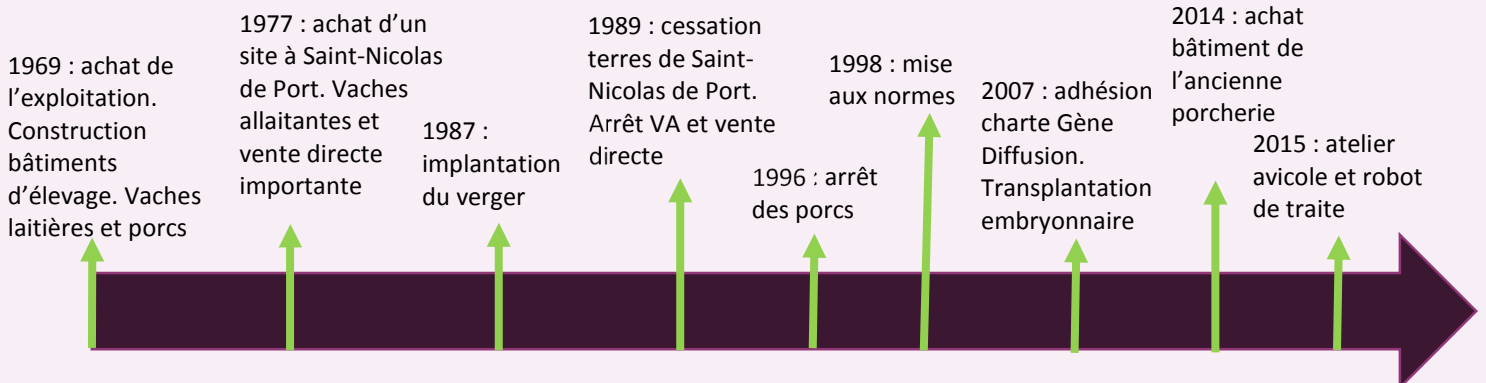 1969 : achat de
l’exploitation.
Construction
bâtiments
d’élevage. Vaches
laitières et porcs
1977 : achat d’un
site à Saint-Nicolas
de Port. Vaches
allaitantes et
vente directe
importante
1987 :
implantation
du verger
1989 : cessation
terres de Saint-
Nicolas de Port.
Arrêt VA et vente
directe
1996 : arrêt
des porcs
1998 : mise
aux normes
2007 : adhésion
charte Gène
Diffusion.
Transplantation
embryonnaire
2014 : achat
bâtiment de
l’ancienne
porcherie
2015 : atelier
avicole et robot
de traite